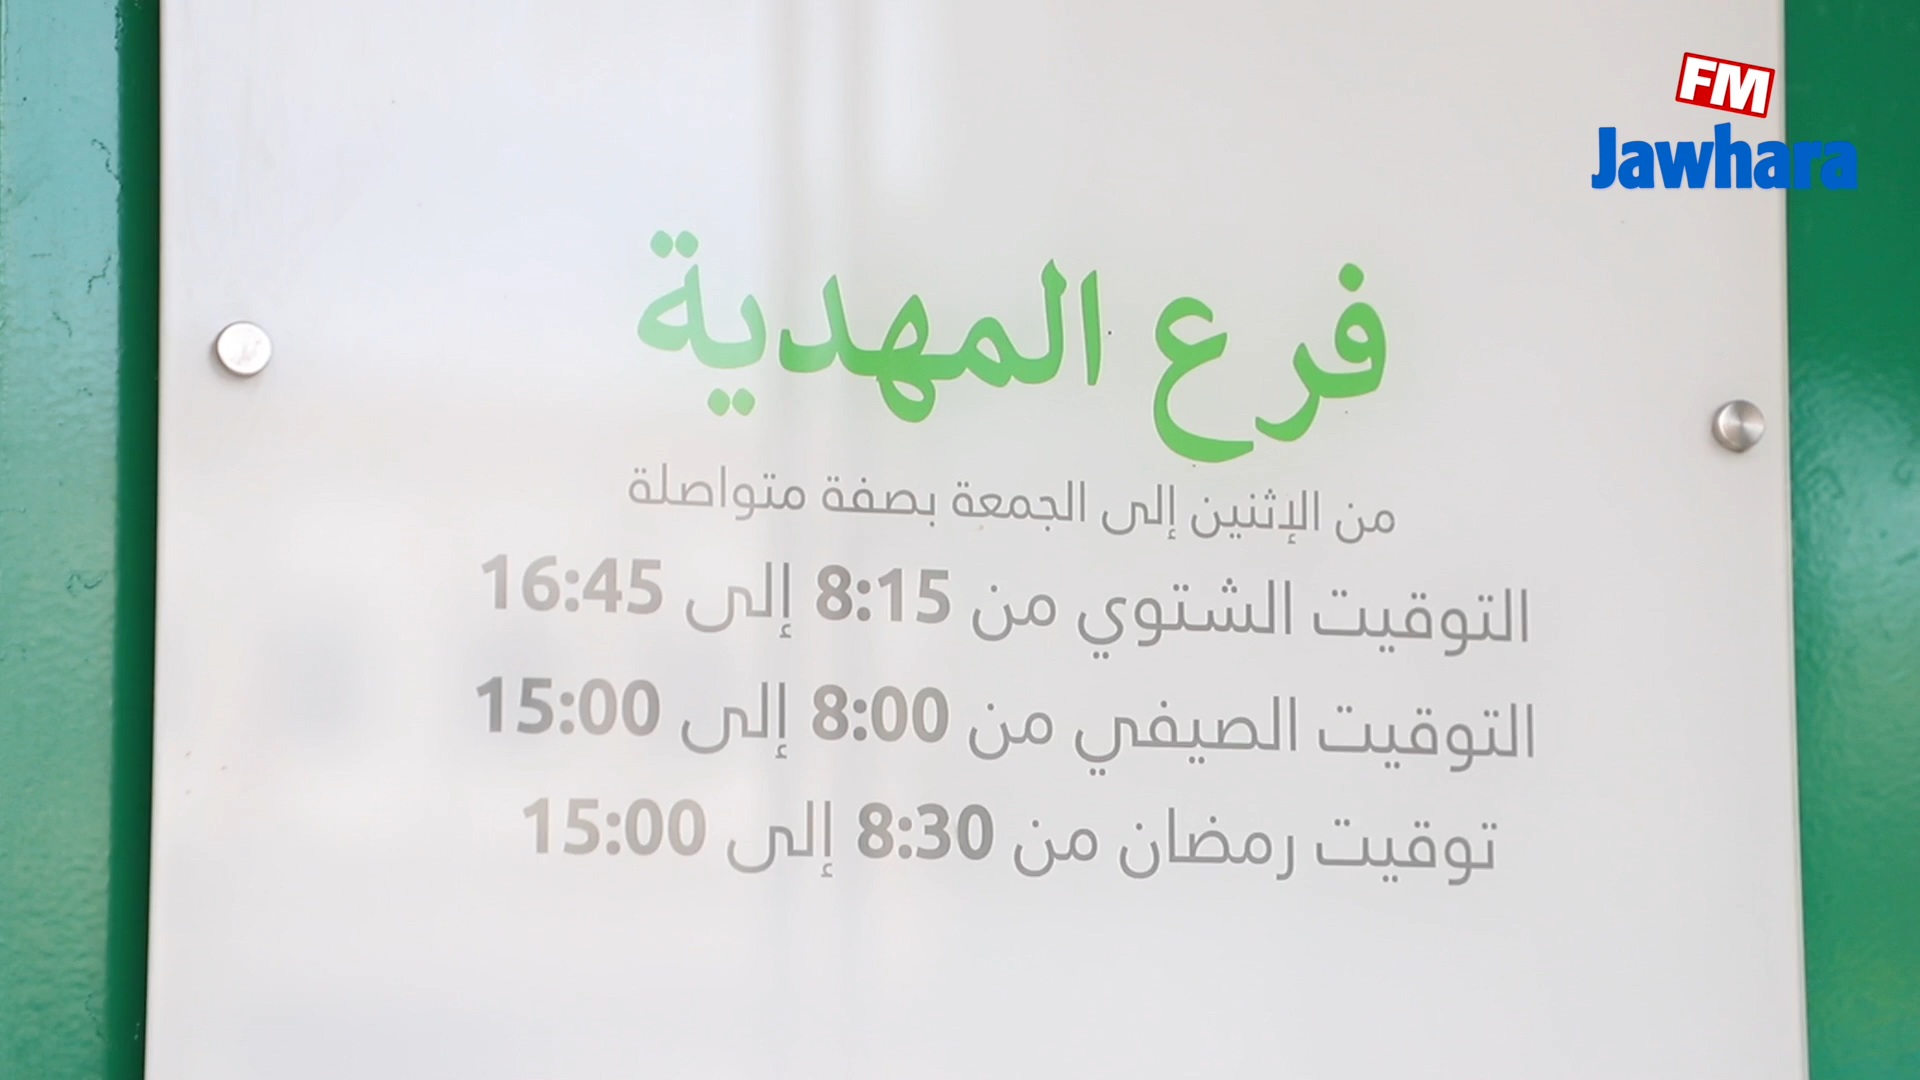 FM
Jawhara
فرع المهدية
من الإثنين إلى الجمعة بصفة متواصلة
التوقيت الشتوي من 8:15 إلى 16:45
التوقيت الصيفي من 8:00 إلى 15:00
توقيت رمضان من 8:30 إلى 15:00